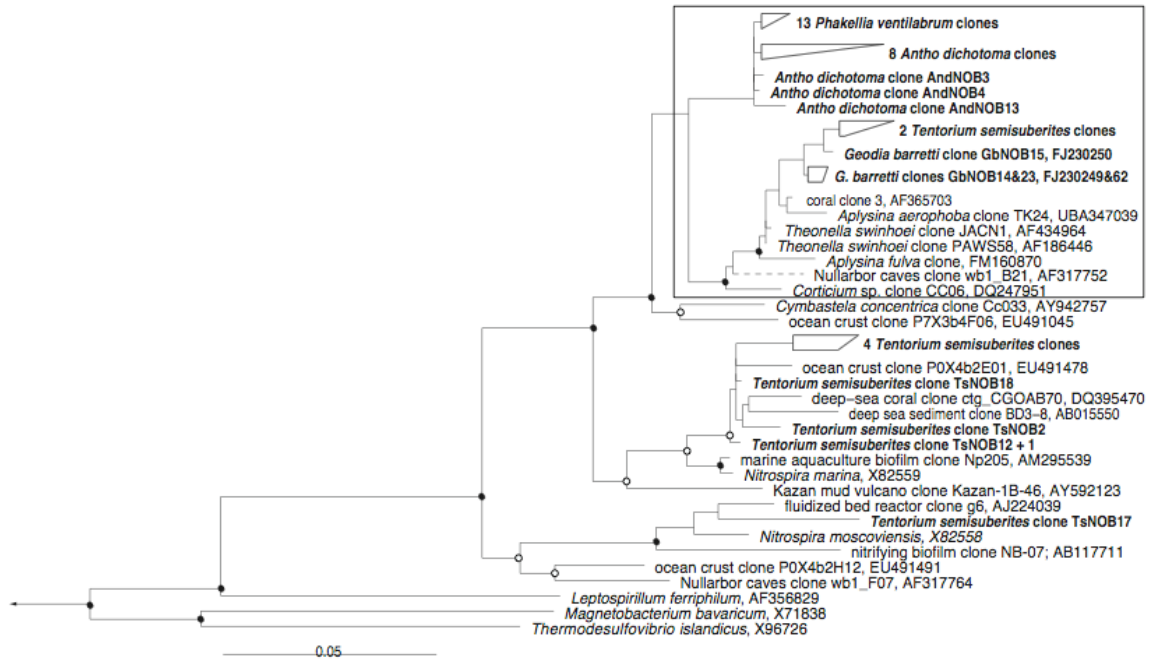 13 Phakellia ventilabrum clones
8 Antho dichotoma clones
Antho dichotoma clone AndNOB3
Antho dichotoma clone AndNOB4
Antho dichotoma clone AndNOB13
2 Tentorium semisuberites clones
Geodia barretti clone GbNOB15, FJ230250
G. barretti clones GbNOB14&23, FJ230249&62
coral clone 3, AF365703
Aplysina aerophoba clone TK24, UBA347039
Theonella swinhoei clone JACN1, AF434964
Theonella swinhoei clone PAWS58, AF186446
Aplysina fulva clone, FM160870
Nullarbor caves clone wb1_B21, AF317752
Corticium sp. clone CC06, DQ247951
Cymbastela concentrica clone Cc033, AY942757
ocean crust clone P7X3b4F06, EU491045
4 Tentorium semisuberites clones
ocean crust clone P0X4b2E01, EU491478
Tentorium semisuberites clone TsNOB18
deep-sea coral clone ctg_CGOAB70, DQ395470
deep sea sediment clone BD3-8, AB015550
Tentorium semisuberites clone TsNOB2
Tentorium semisuberites clone TsNOB12 + 1
marine aquaculture biofilm clone Np205, AM295539
Nitrospira marina, X82559
Kazan mud vulcano clone Kazan-1B-46, AY592123
fluidized bed reactor clone g6, AJ224039
Tentorium semisuberites clone TsNOB17
Nitrospira moscoviensis, X82558
nitrifying biofilm clone NB-07; AB117711
ocean crust clone P0X4b2H12, EU491491
Nullarbor caves clone wb1_F07, AF317764
Leptospirillum ferriphilum, AF356829
Magnetobacterium bavaricum, X71838
Thermodesulfovibrio islandicus, X96726
0.05